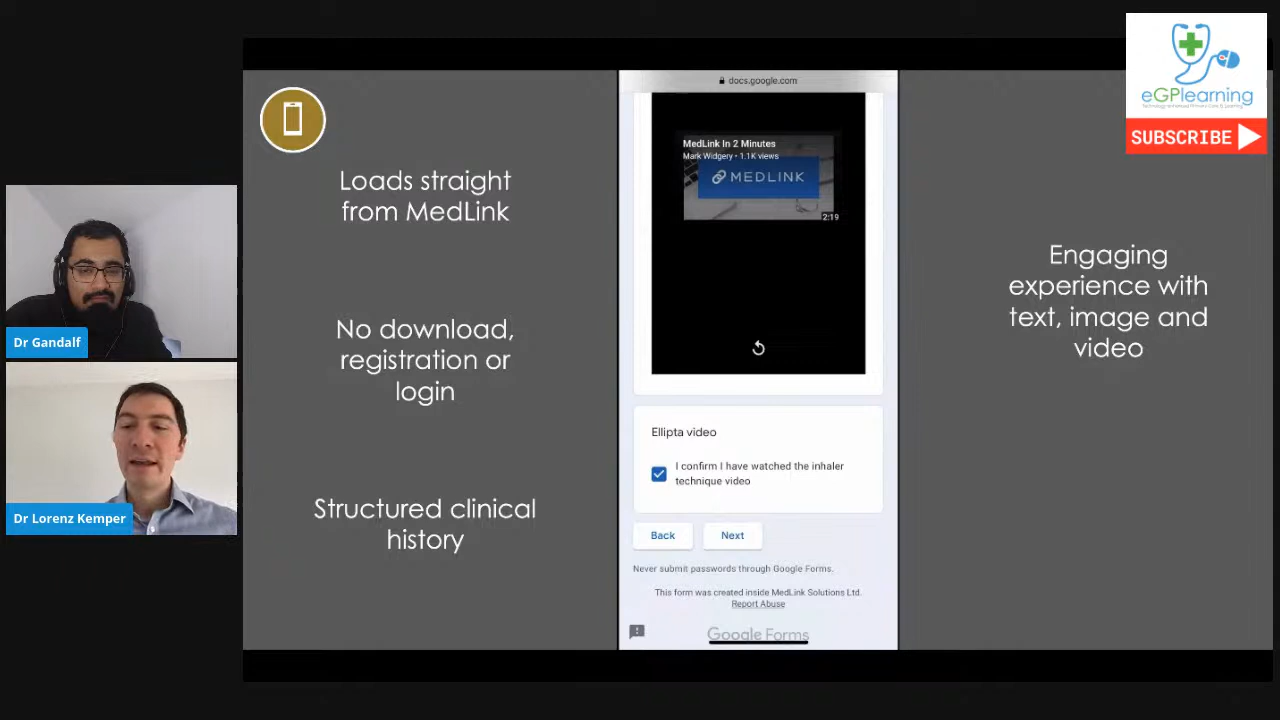 Loads straight
from MedLink
No download,
registration or
login
Structured clinical
history
docs.google.com
MedLink In 2 Minutes
Mark Widgery • 1.1K views
MEDLINK
2:19
Ellipta video
I confirm I have watched the inhaler
technique video
Back
Next
Never submit passwords through Google Forms.
This form was created inside MedLink Solutions Ltd.
Report Abuse
Google Forms
Engaging
experience with
text, image and
video
eGPlearning
SUBSCRIBE
Dr Gandalf
Dr Lorenz Kemper